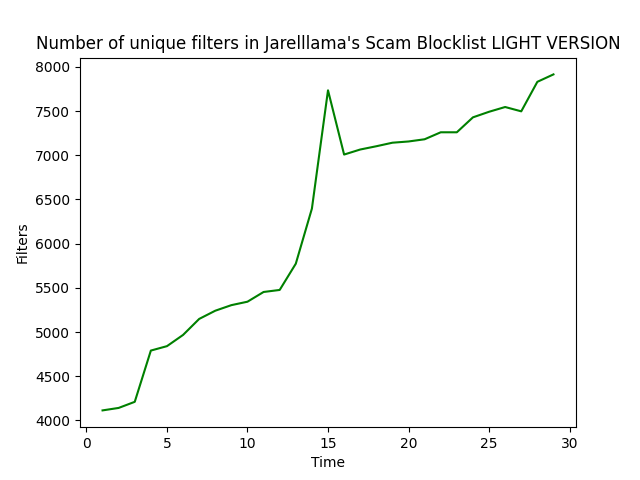 Number of unique filters in Jarelllama's Scam Blocklist LIGHT VERSION
8000
7500
7000
6500
6000
5500
5000
4500
4000
Filters
0 5 10 15 20 25 30
Time